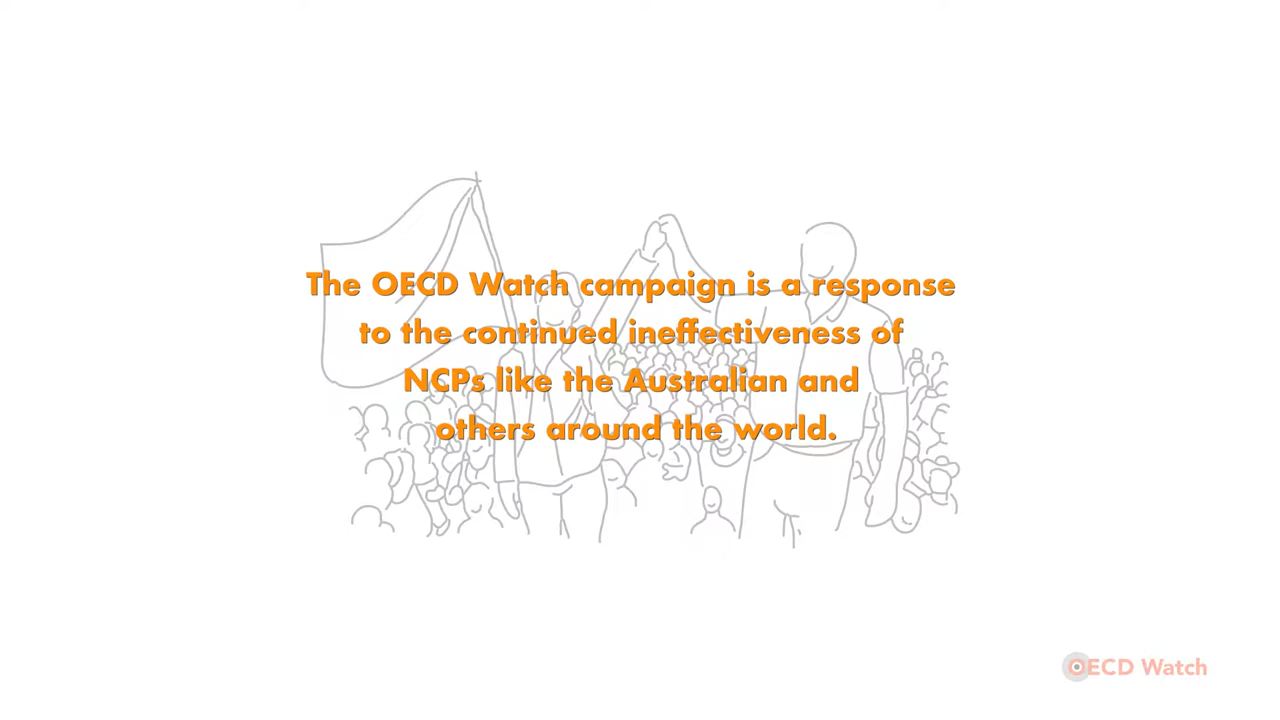 The OECD Watch campaign is a response
to the continued ineffectiveness of
NCPs like the Australian and
others around the world.
OECD Watch